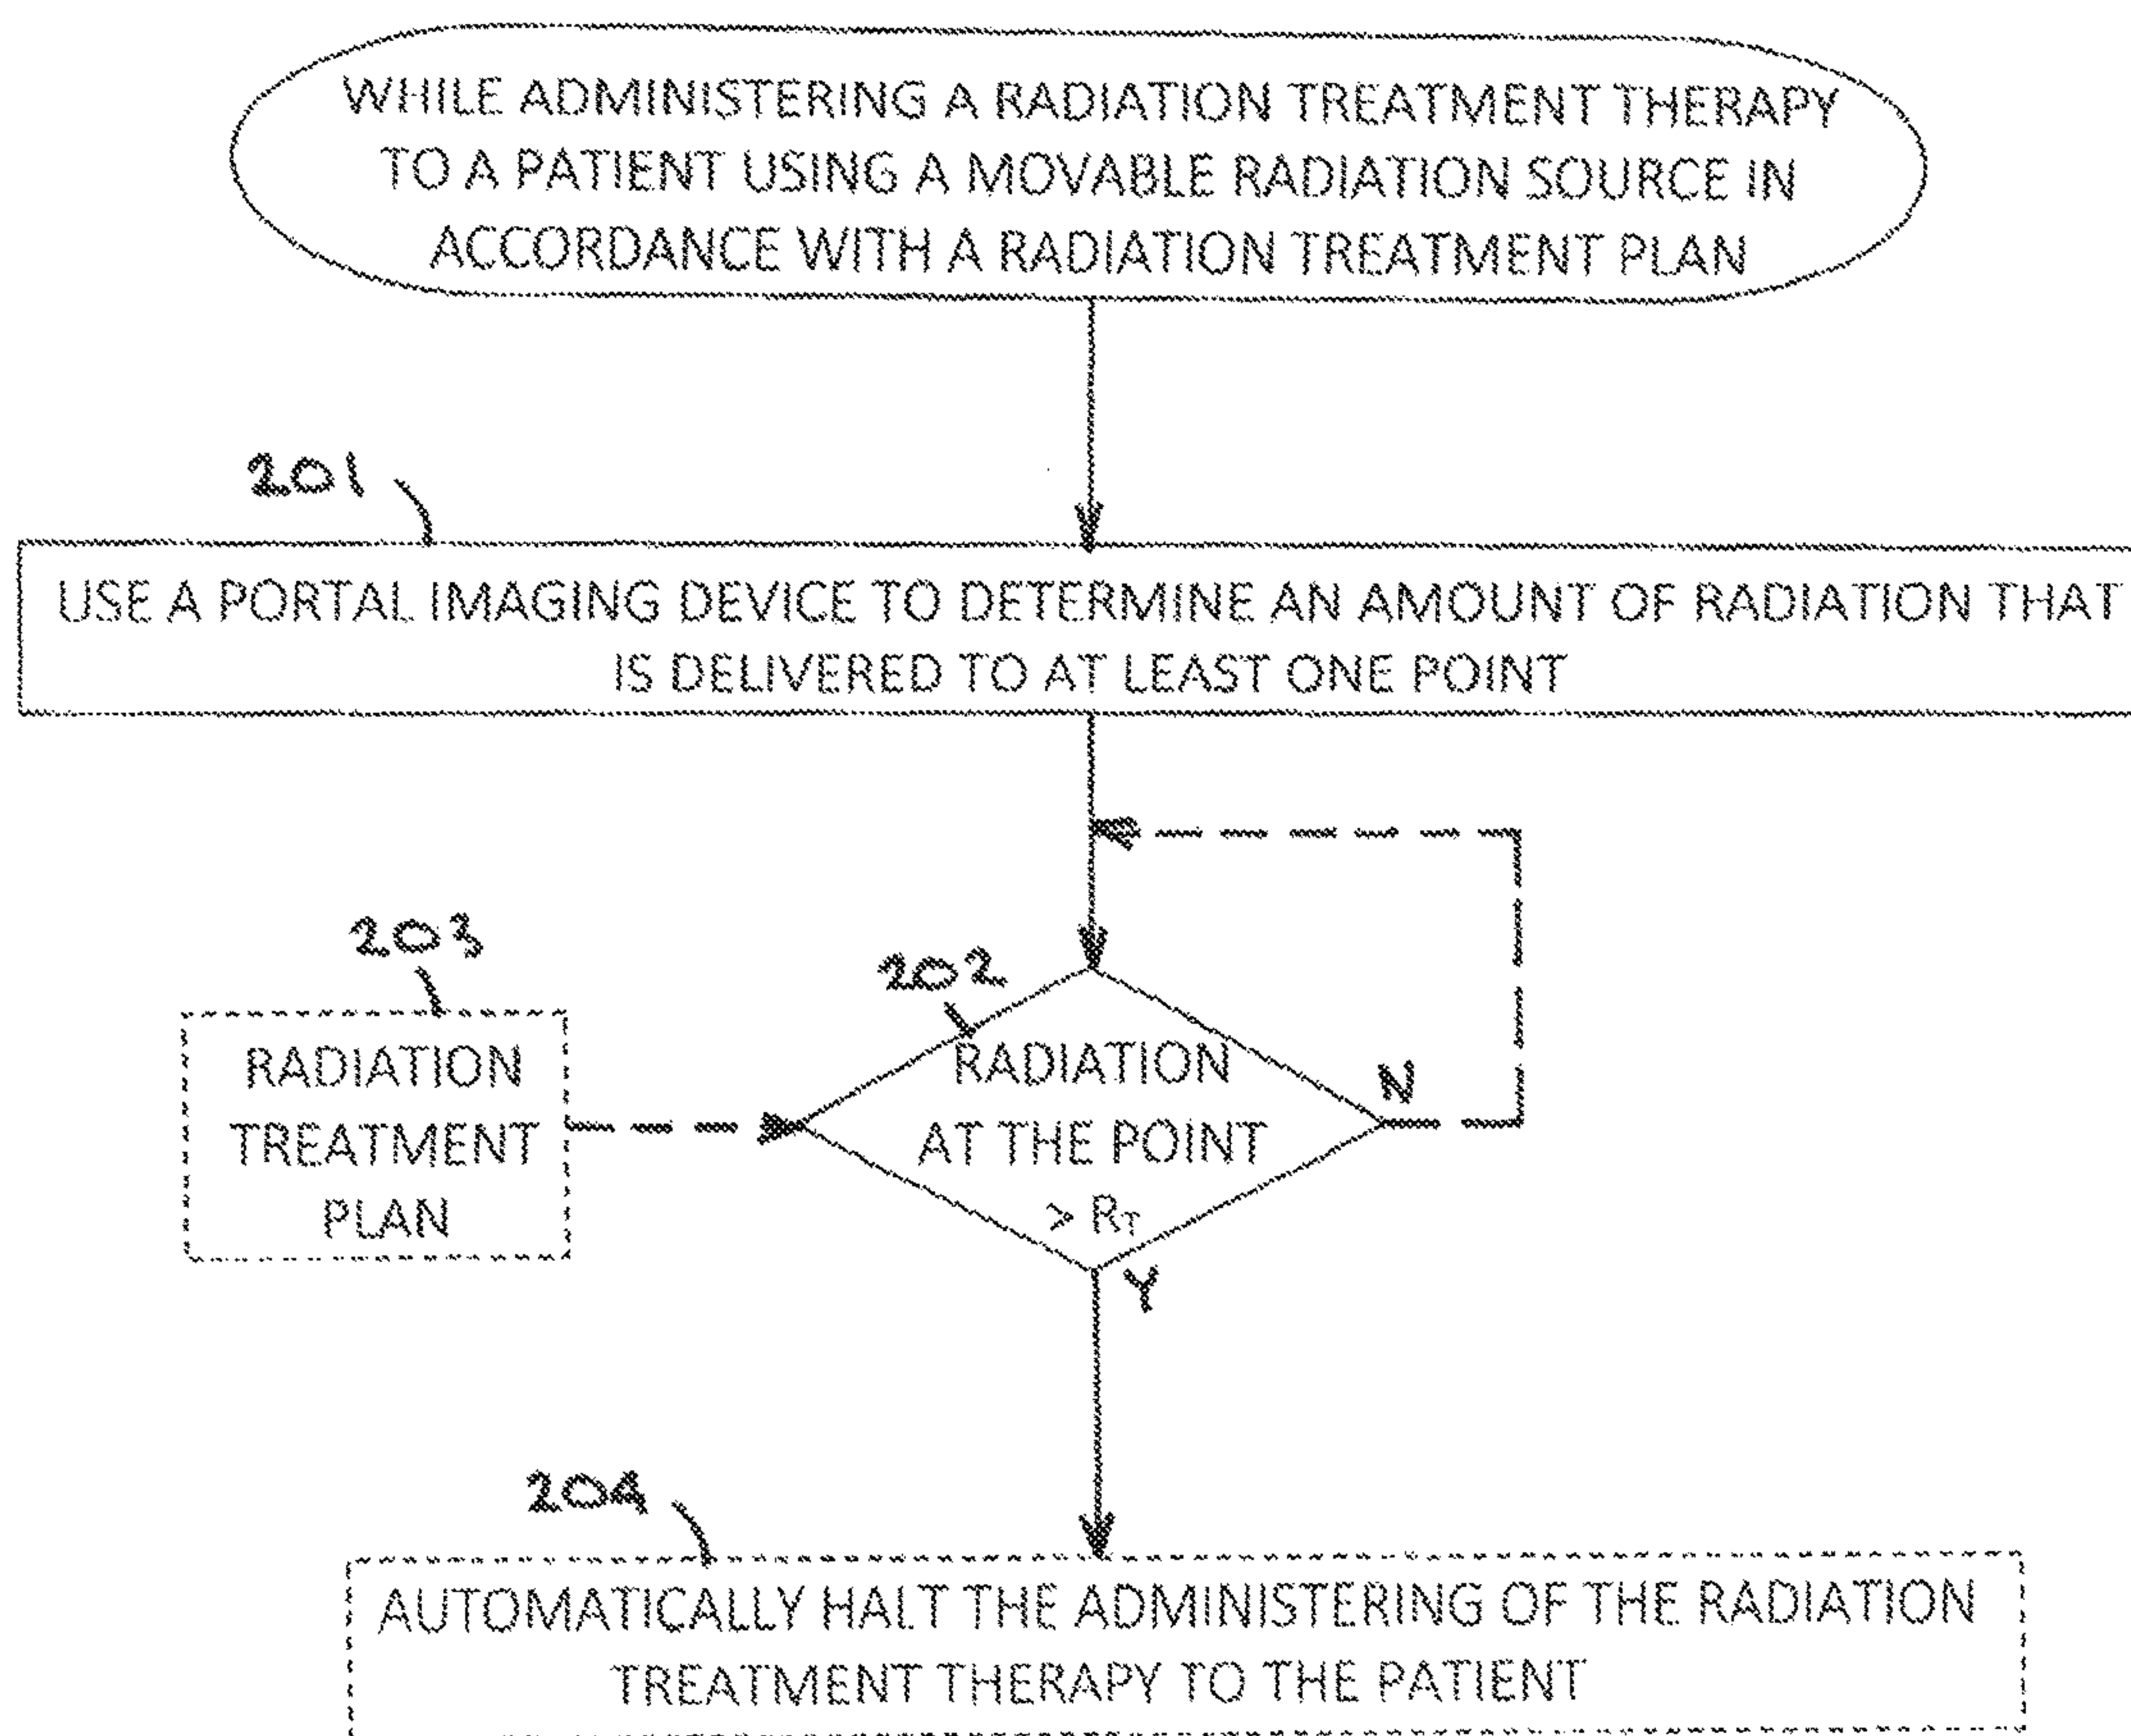 WHILE ADMINISTERING A RADIATION TREATMENT THERAPY
TO A PATIENT USING A MOVABLE RADIATION SOURCE IN
ACCORDANCE WITH A RADIATION TREATMENT PLAN
201
USE A PORTAL IMAGING DEVICE TO DETERMINE AN AMOUNT OF RADIATION THAT
IS DELIVERED TO AT LEAST ONE POINT
203
RADIATION
TREATMENT
PLAN
202
RADIATION
AT THE POINT
> RT
N
Y
204
AUTOMATICALLY HALT THE ADMINISTERING OF THE RADIATION
TREATMENT THERAPY TO THE PATIENT